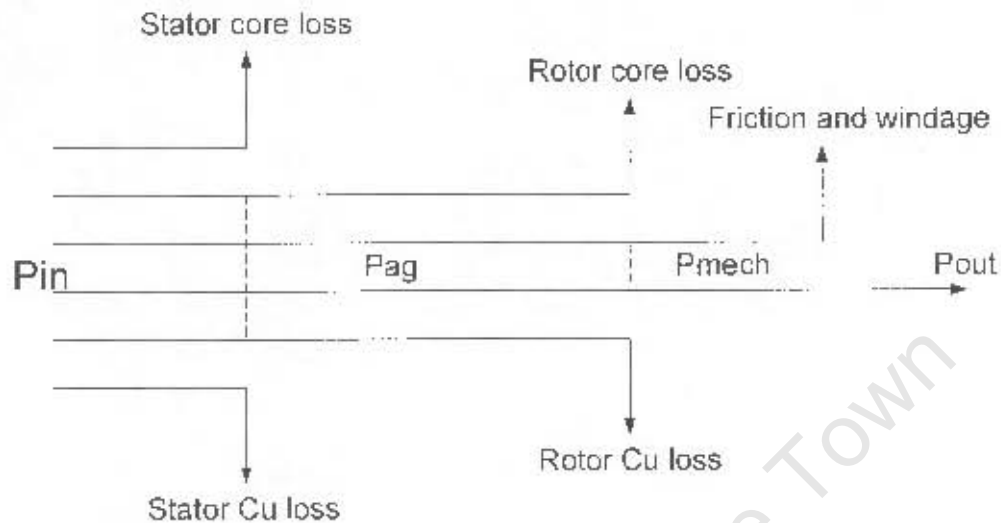 Stator core loss
Rotor core loss
Friction and windage
Pin
Pag
Pmech
Pout
Rotor Cu loss
Stator Cu loss
Town